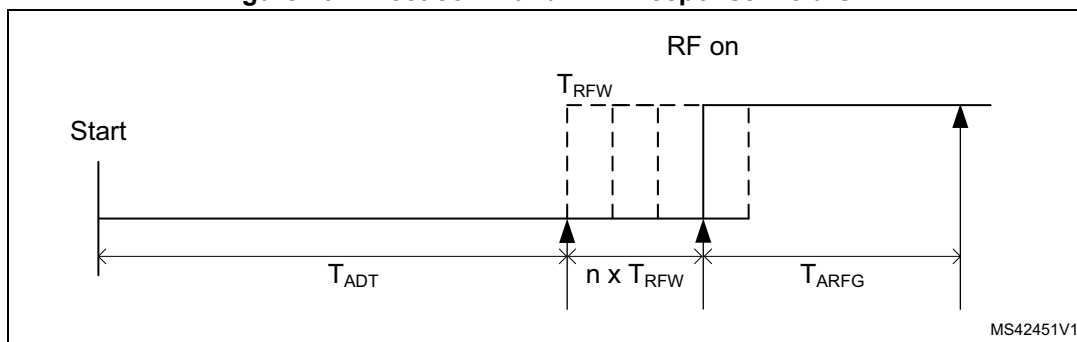 RF on
T_RFW
Start
T_ADT
n x T_RFW
T_ARFG
MS42451V1